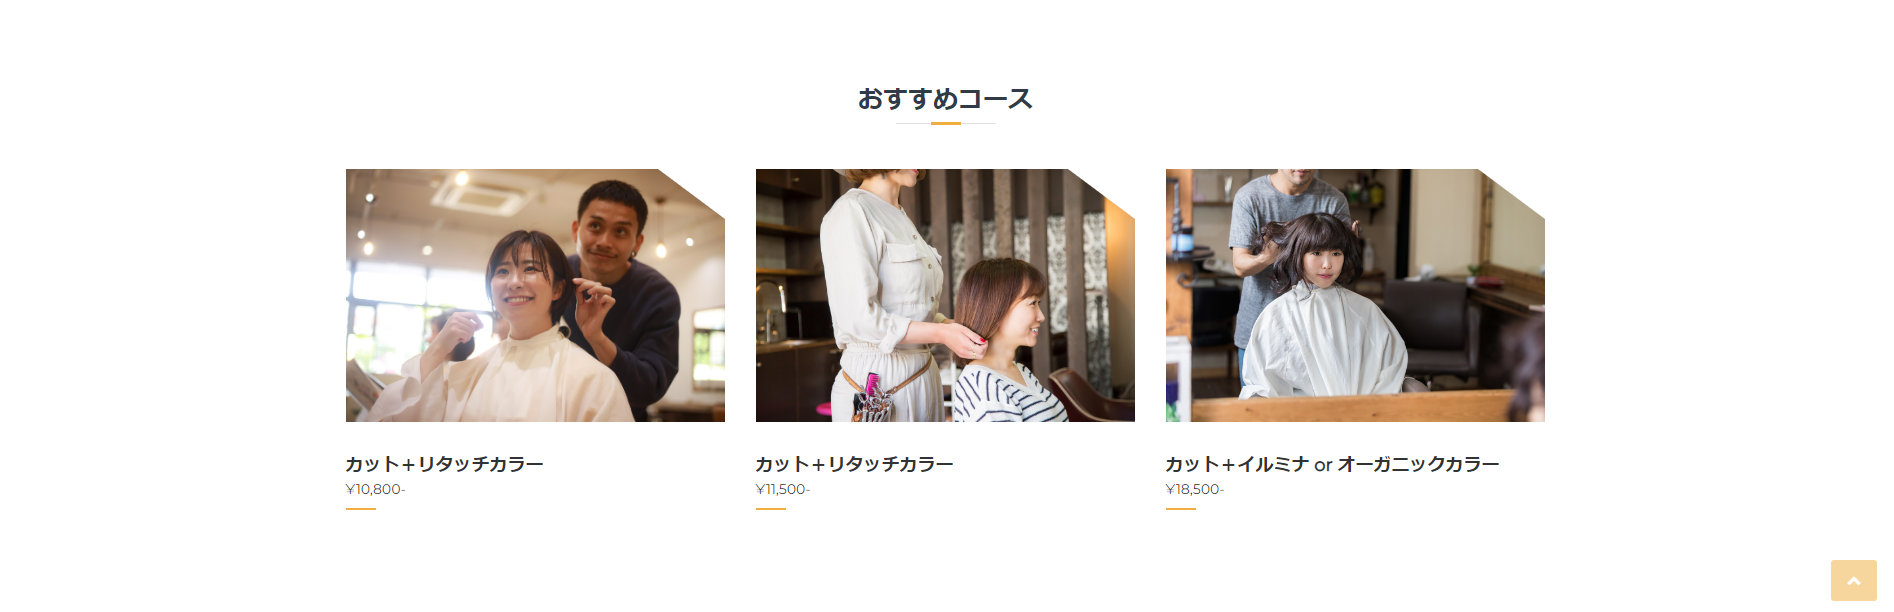 おすすめコース
カット＋リタッチカラー
¥10,800-
カット＋リタッチカラー
¥11,500-
カット＋イルミナ or オーガニックカラー
¥18,500-